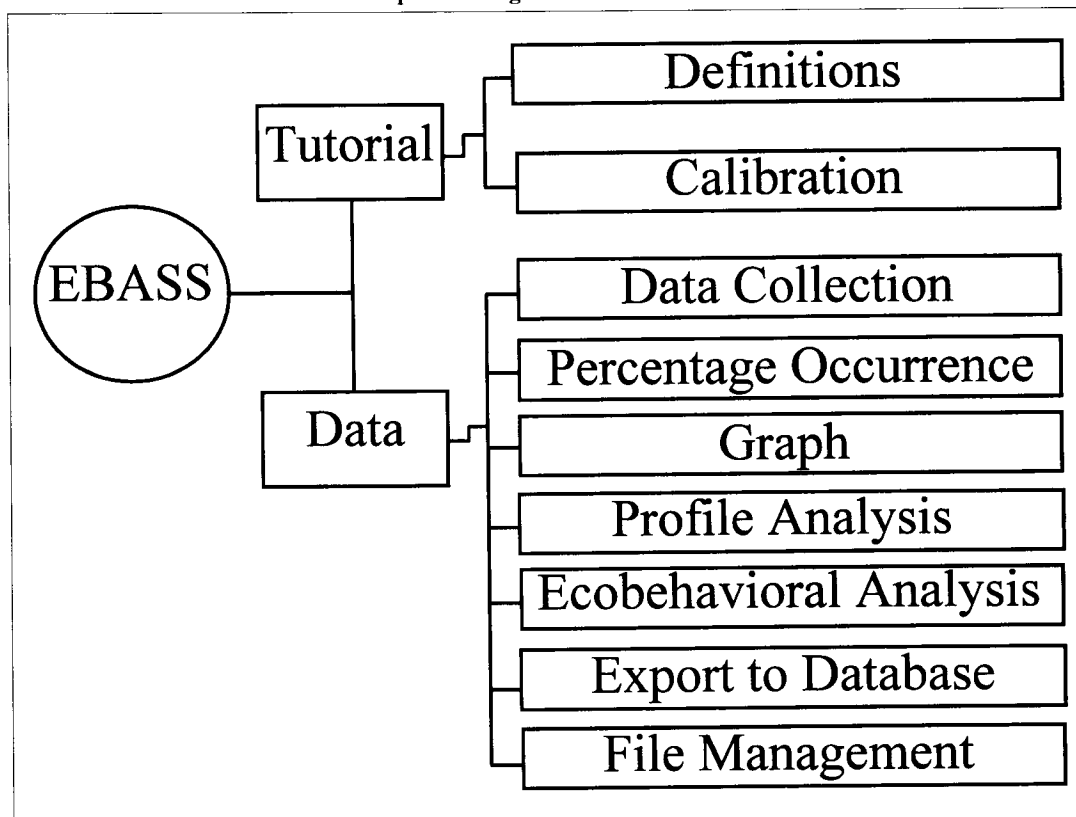 Definitions
Tutorial
Calibration
EBASS
Data Collection
Percentage Occurrence
Data
Graph
Profile Analysis
Ecobehavioral Analysis
Export to Database
File Management